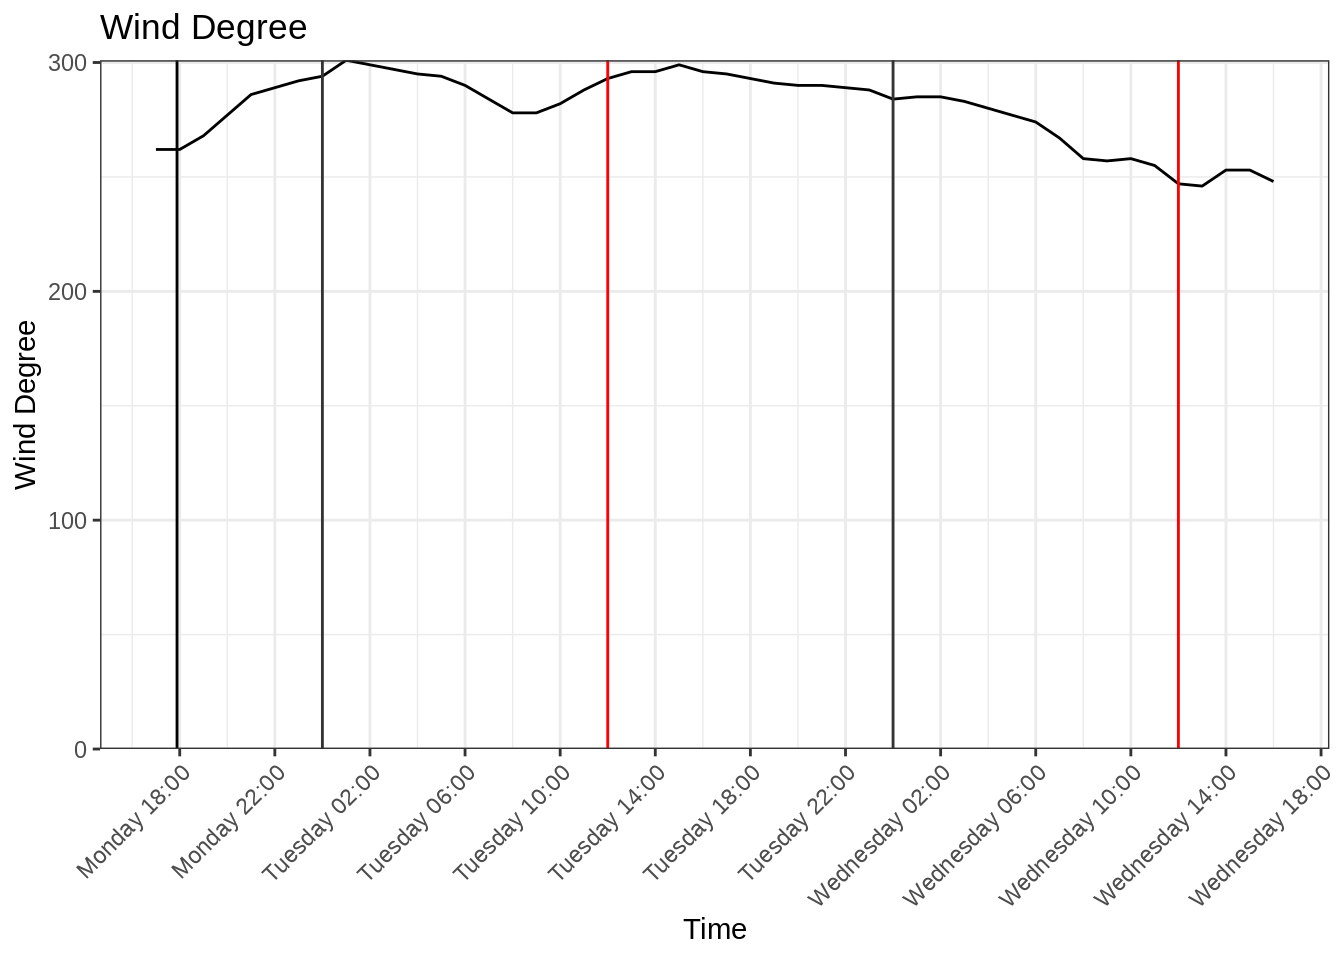 Wind Degree
300
200
100
0
Wind Degree
Monday 18:00
Monday 22:00
Tuesday 02:00
Tuesday 06:00
Tuesday 10:00
Tuesday 14:00
Tuesday 18:00
Tuesday 22:00
Wednesday 02:00
Wednesday 06:00
Wednesday 10:00
Wednesday 14:00
Wednesday 18:00
Time